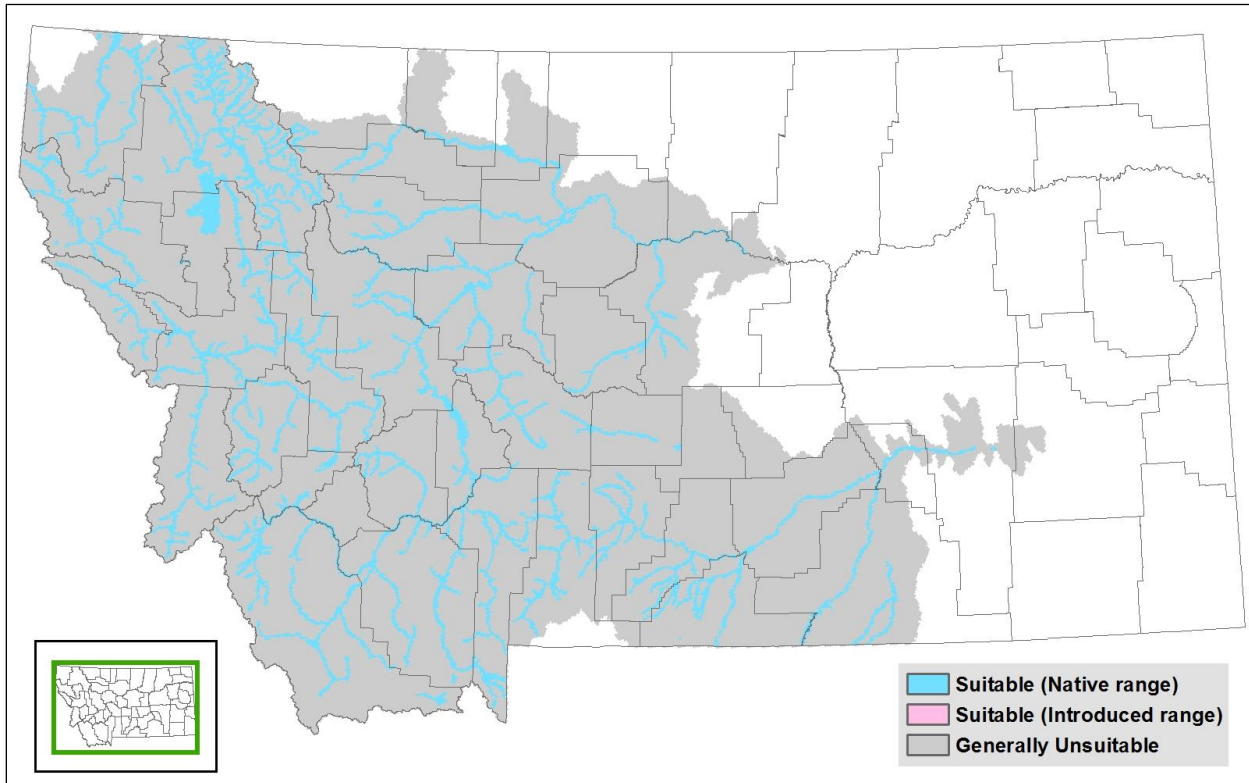 Suitable (Native range)
Suitable (Introduced range)
Generally Unsuitable